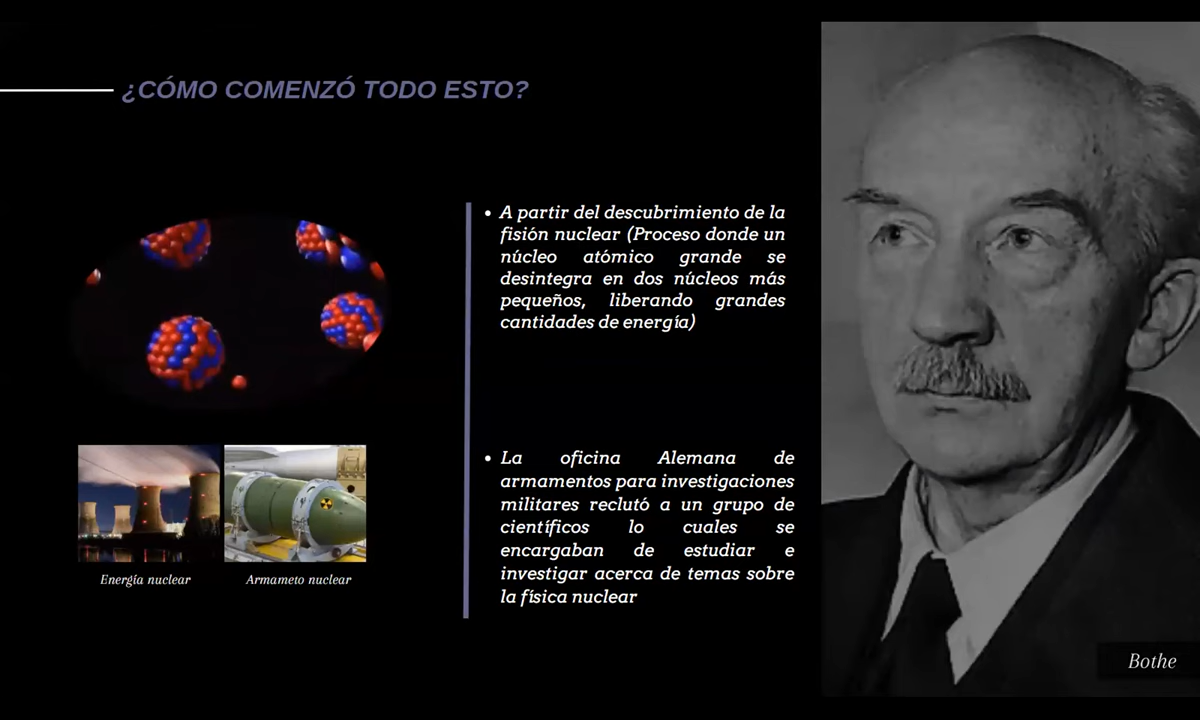 ¿CÓMO COMENZÓ TODO ESTO?
• A partir del descubrimiento de la
fisión nuclear (Proceso donde un
núcleo atómico grande se
desintegra en dos núcleos más
pequeños, liberando grandes
cantidades de energía)
• La oficina Alemana de
armamentos para investigaciones
militares reclutó a un grupo de
científicos lo cuales se
encargaban de estudiar e
investigar acerca de temas sobre
la física nuclear
Energía nuclear
Armameto nuclear
Bothe